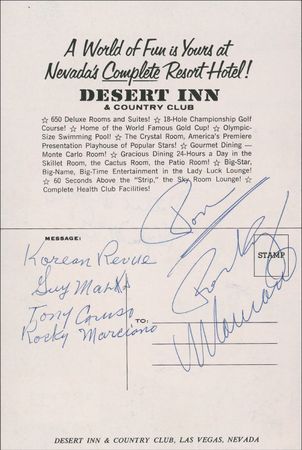 A World of Fun is Yours at
Nevada's Complete Resort Hotel!
DESERT INN
& COUNTRY CLUB
☆ 650 Deluxe Rooms and Suites! ☆ 18-Hole Championship Golf
Course! ☆ Home of the World Famous Gold Cup! ☆ Olympic-
Size Swimming Pool! ☆ The Crystal Room, America's Premiere
Presentation Playhouse of Popular Stars! ☆ Gourmet Dining —
Monte Carlo Room! ☆ Gracious Dining 24-Hours a Day in the
Skillet Room, the Cactus Room, the Patio Room! ☆ Big-Star,
Big-Name, Big-Time Entertainment in the Lady Luck Lounge!
☆ 60 Seconds Above the "Strip," the Sky Room Lounge! ☆
Complete Health Club Facilities!
MESSAGE:
STAMP
Korean Revue
Guy Marks
Tony Caruso
Rocky Marciano
TO:
Rocky
Marciano
DESERT INN & COUNTRY CLUB, LAS VEGAS, NEVADA